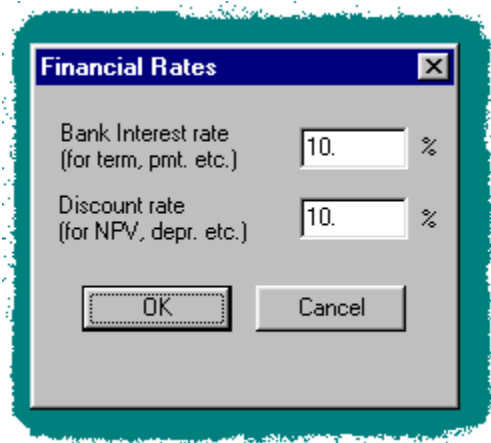 Financial Rates
Bank Interest rate
(for term, pmt. etc.)
10. %
Discount rate
(for NPV, depr. etc.)
10. %
OK Cancel